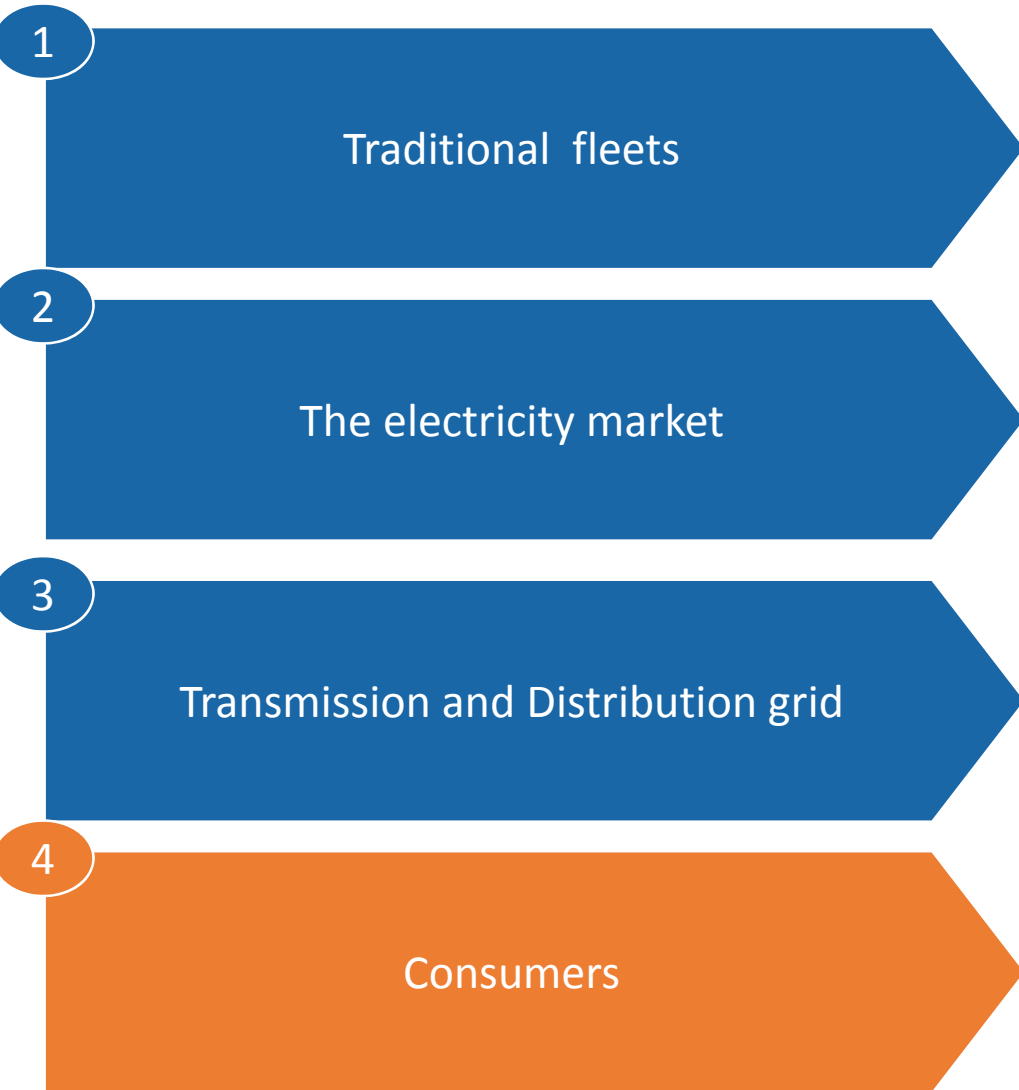 1
Traditional  fleets
2
The electricity market
3
Transmission and Distribution grid
4
Consumers